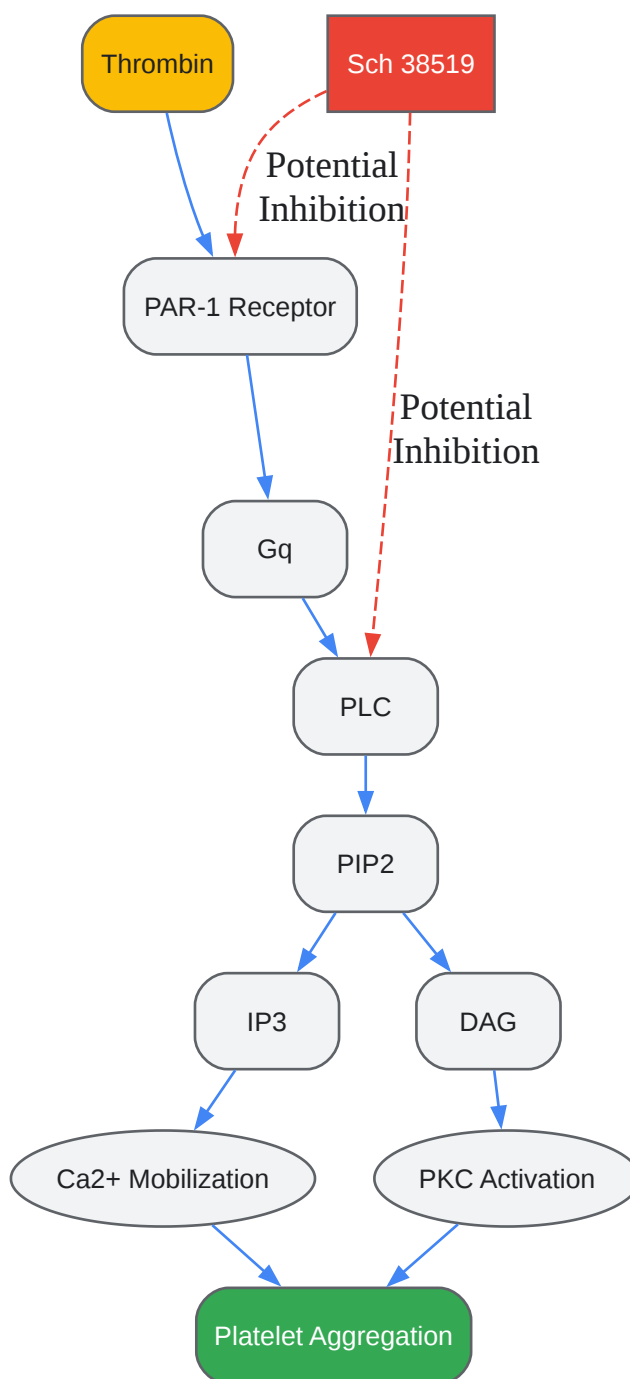 Thrombin
Sch 38519
Potential
Inhibition
PAR-1 Receptor
Potential
Inhibition
Gq
PLC
PIP2
IP3
DAG
Ca2+ Mobilization
PKC Activation
Platelet Aggregation